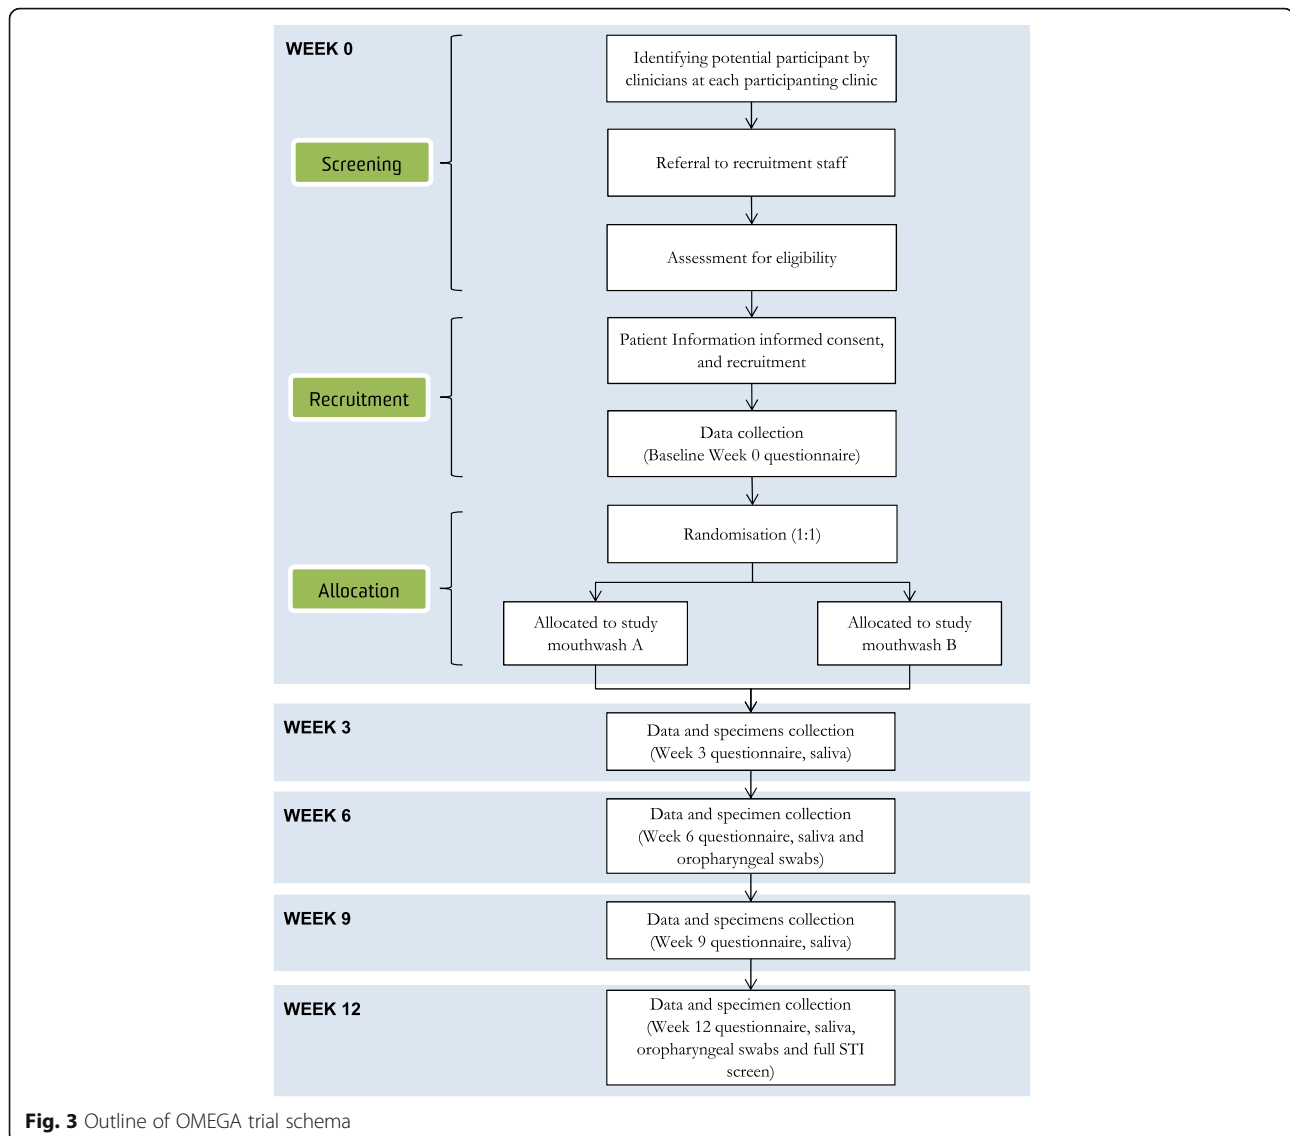 WEEK 0
Identifying potential participant by
clinicians at each participanting clinic
Screening
Referral to recruitment staff
Assessment for eligibility
Patient Information informed consent,
and recruitment
Recruitment
Data collection
(Baseline Week 0 questionnaire)
Randomisation (1:1)
Allocation
Allocated to study
mouthwash A
Allocated to study
mouthwash B
WEEK 3
Data and specimens collection
(Week 3 questionnaire, saliva)
WEEK 6
Data and specimen collection
(Week 6 questionnaire, saliva and
oropharyngeal swabs)
WEEK 9
Data and specimens collection
(Week 9 questionnaire, saliva)
WEEK 12
Data and specimen collection
(Week 12 questionnaire, saliva,
oropharyngeal swabs and full STI
screen)
Fig. 3 Outline of OMEGA trial schema